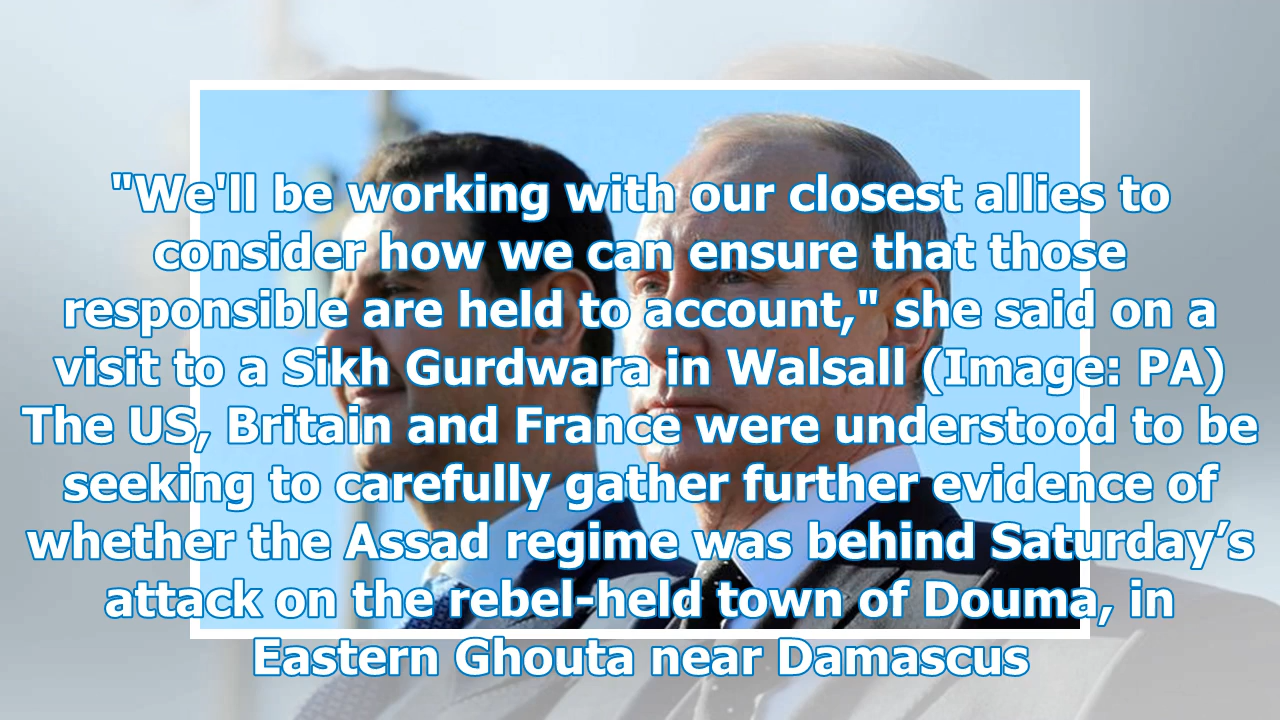 "We'll be working with our closest allies to
consider how we can ensure that those
responsible are held to account," she said on a
visit to a Sikh Gurdwara in Walsall (Image: PA)
The US, Britain and France were understood to be
seeking to carefully gather further evidence of
whether the Assad regime was behind Saturday’s
attack on the rebel-held town of Douma, in
Eastern Ghouta near Damascus